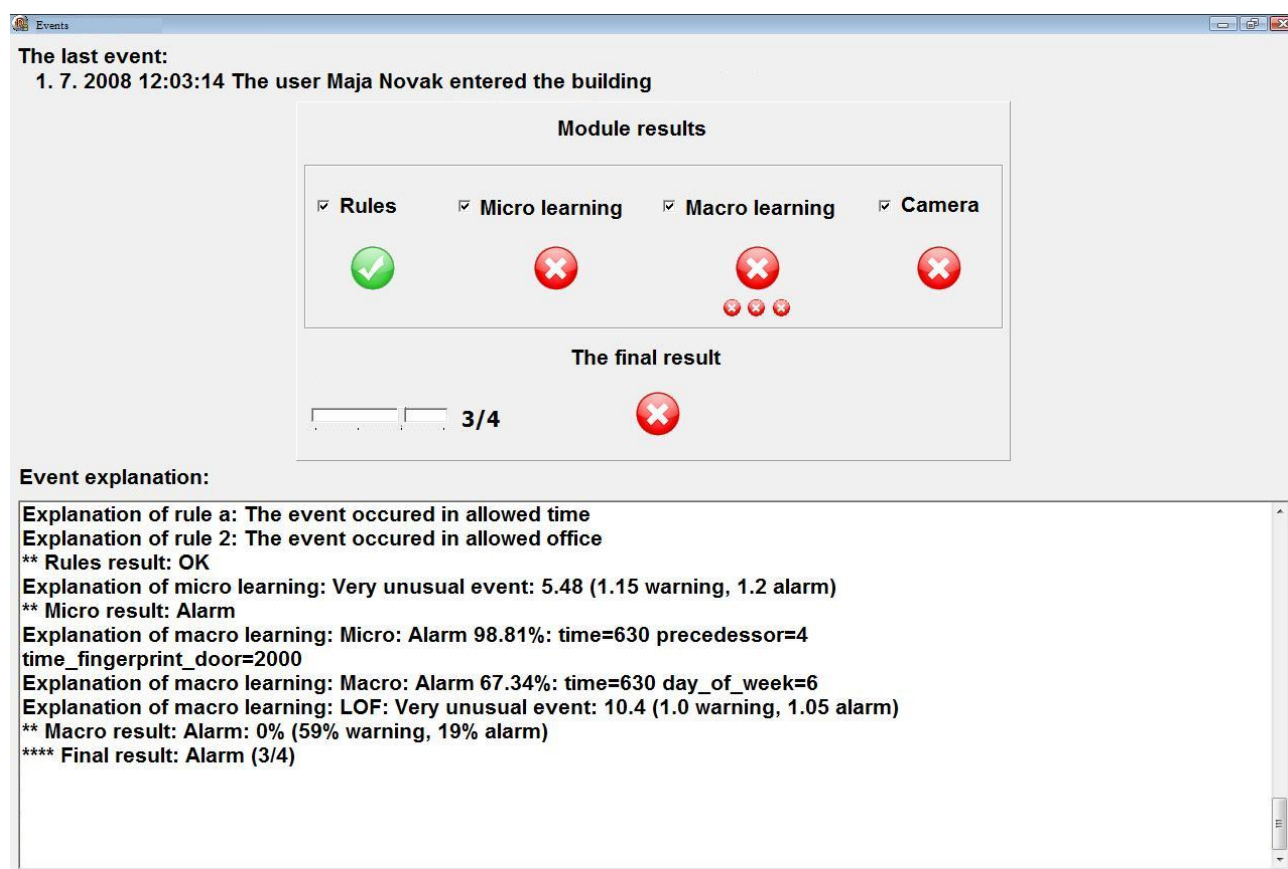 Events
The last event:
1. 7. 2008 12:03:14 The user Maja Novak entered the building
Module results
Rules Micro learning Macro learning Camera
The final result
3/4
Event explanation:
Explanation of rule a: The event occured in allowed time
Explanation of rule 2: The event occured in allowed office
** Rules result: OK
Explanation of micro learning: Very unusual event: 5.48 (1.15 warning, 1.2 alarm)
** Micro result: Alarm
Explanation of macro learning: Micro: Alarm 98.81%: time=630 precedessor=4
time_fingerprint_door=2000
Explanation of macro learning: Macro: Alarm 67.34%: time=630 day_of_week=6
Explanation of macro learning: LOF: Very unusual event: 10.4 (1.0 warning, 1.05 alarm)
** Macro result: Alarm: 0% (59% warning, 19% alarm)
**** Final result: Alarm (3/4)